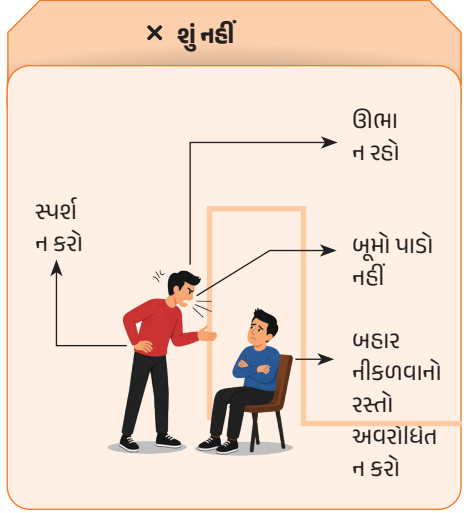 × શું નહીં
ઊભા
ન રહો
સ્પર્શ
ન કરો
બૂમો પાડો
નહીં
બહાર
નીકળવાનો
રસ્તો
અવરોધિત
ન કરો